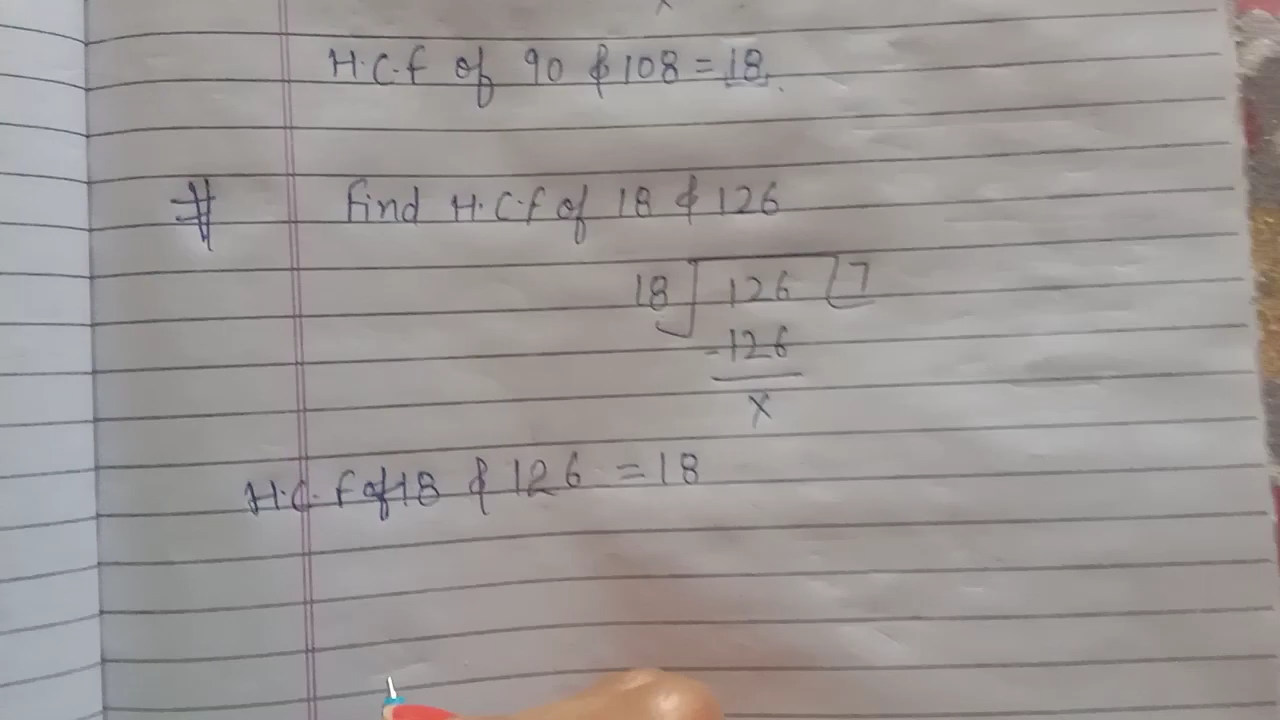 H.C.f of 90 & 108 = 18.
# find H.C.f of 18 & 126
18 126 7
-126
x
H.C.f of 18 & 126 = 18